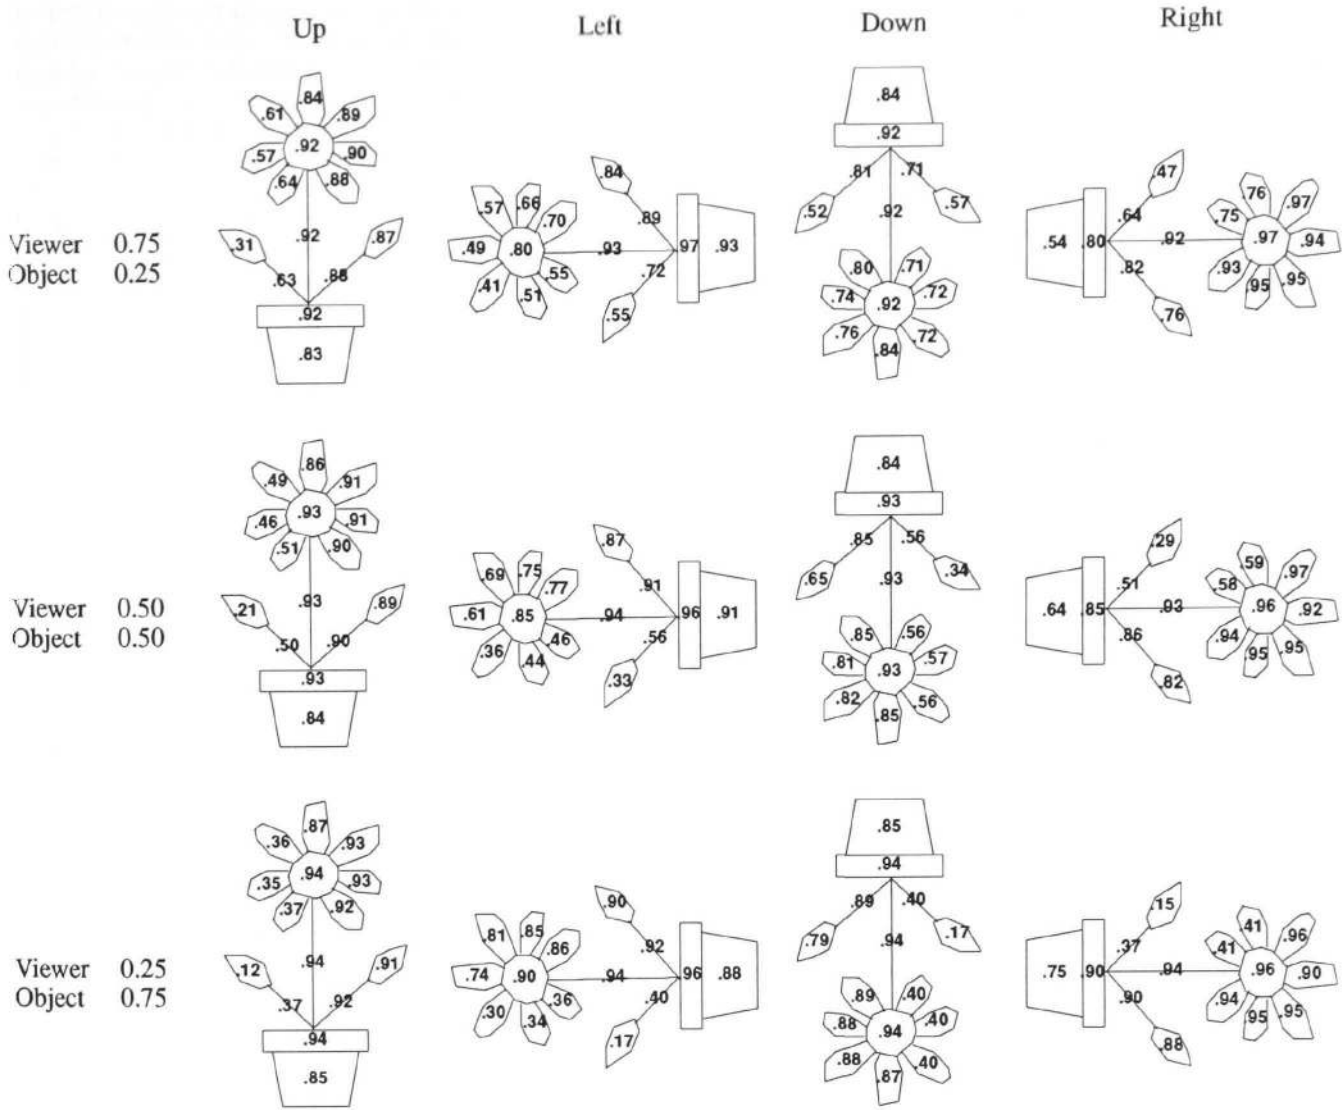 Up Left Down Right
.84
.61 .89
.92
.57 .90
.64 .88
.92
.31 .87
.63 .88
.92
.83
.84
.57 .66 .70
.49 .80 .93 .89
.41 .51 .55 .72 .97 .93
.55
.84
.92
.81 .71
.52 .92 .57
.80 .71
.74 .92 .72
.76 .84 .72
.47
.76 .97
.64 .75
.54 .80 .92 .97 .94
.82 .93 .95 .95
.76
Viewer 0.75
Object 0.25
.86
.49 .91
.93
.46 .91
.51 .90
.93
.21 .89
.50 .90
.93
.84
.87
.69 .75 .77 .91
.61 .85 .94 .96 .91
.36 .44 .46 .56
.33
.84
.93
.85 .56
.65 .93 .34
.85 .56
.81 .93 .57
.82 .85 .56
.29
.59 .97
.51 .58
.64 .85 .93 .96 .92
.86 .94 .95 .95
.82
Viewer 0.50
Object 0.50
.87
.36 .93
.94
.35 .93
.37 .92
.94
.12 .91
.37 .92
.94
.85
.90
.81 .85 .86 .92
.74 .90 .94 .96 .88
.30 .34 .36 .40
.17
.85
.94
.89 .40
.79 .94 .17
.89 .40
.88 .94 .40
.88 .87 .40
.15
.41 .96
.37 .41
.75 .90 .94 .96 .90
.90 .94 .95 .95
.88
Viewer 0.25
Object 0.75